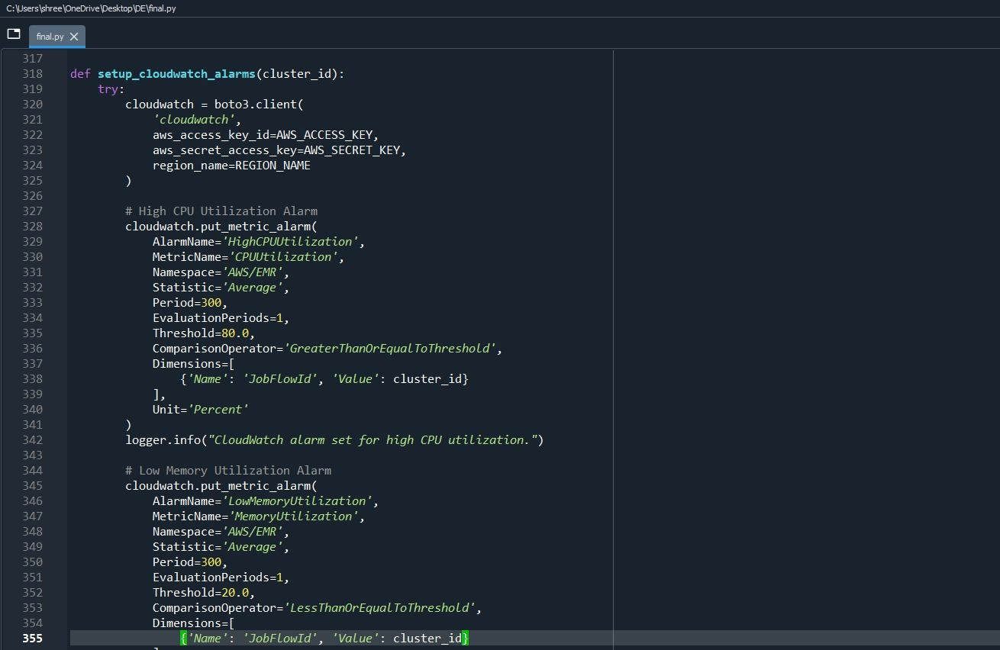 C:\Users\shree\OneDrive\Desktop\DE\final.py
final.py
317
318 def setup_cloudwatch_alarms(cluster_id):
319     try:
320         cloudwatch = boto3.client(
321             'cloudwatch',
322             aws_access_key_id=AWS_ACCESS_KEY,
323             aws_secret_access_key=AWS_SECRET_KEY,
324             region_name=REGION_NAME
325         )
326
327         # High CPU Utilization Alarm
328         cloudwatch.put_metric_alarm(
329             AlarmName='HighCPUUtilization',
330             MetricName='CPUUtilization',
331             Namespace='AWS/EMR',
332             Statistic='Average',
333             Period=300,
334             EvaluationPeriods=1,
335             Threshold=80.0,
336             ComparisonOperator='GreaterThanOrEqualToThreshold',
337             Dimensions=[
338                 {'Name': 'JobFlowId', 'Value': cluster_id}
339             ],
340             Unit='Percent'
341         )
342         logger.info("CloudWatch alarm set for high CPU utilization.")
343
344         # Low Memory Utilization Alarm
345         cloudwatch.put_metric_alarm(
346             AlarmName='LowMemoryUtilization',
347             MetricName='MemoryUtilization',
348             Namespace='AWS/EMR',
349             Statistic='Average',
350             Period=300,
351             EvaluationPeriods=1,
352             Threshold=20.0,
353             ComparisonOperator='LessThanOrEqualToThreshold',
354             Dimensions=[
355                 {'Name': 'JobFlowId', 'Value': cluster_id}